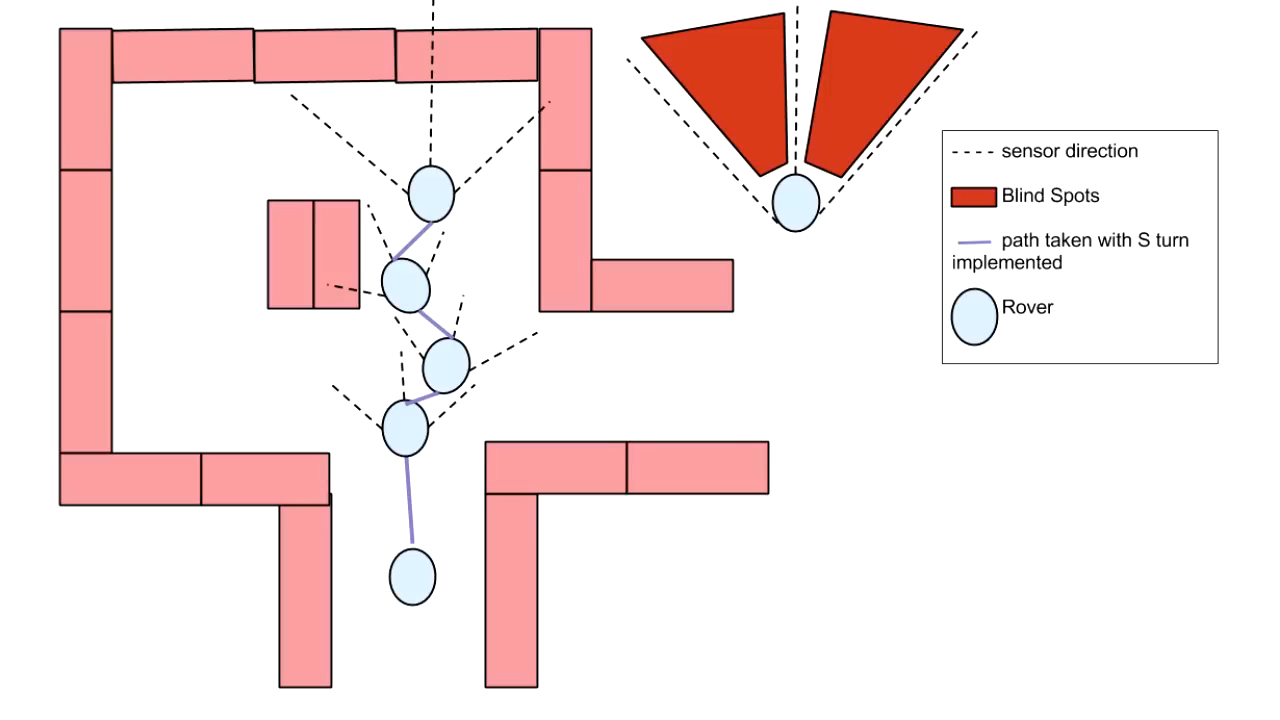 sensor direction
Blind Spots
path taken with S turn
implemented
Rover